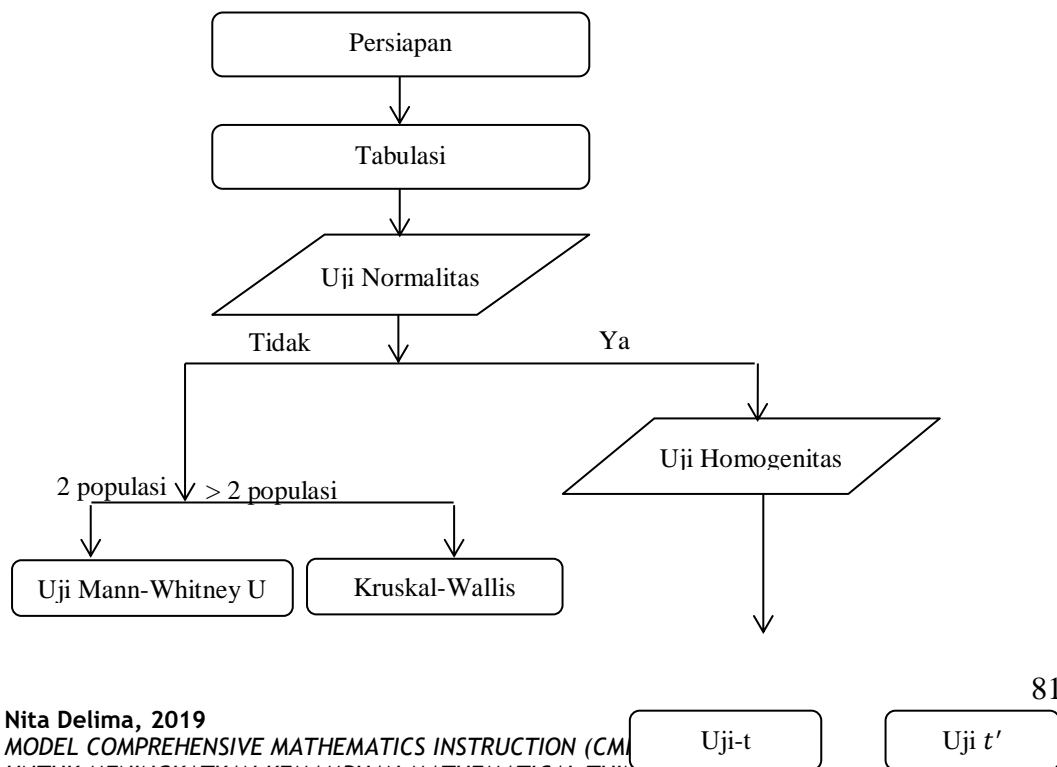 Persiapan
Tabulasi
Uji Normalitas
Tidak
Ya
Uji Homogenitas
2 populasi
> 2 populasi
Uji Mann-Whitney U
Kruskal-Wallis
81
Nita Delima, 2019
MODEL COMPREHENSIVE MATHEMATICS INSTRUCTION
Uji-t
Uji t′